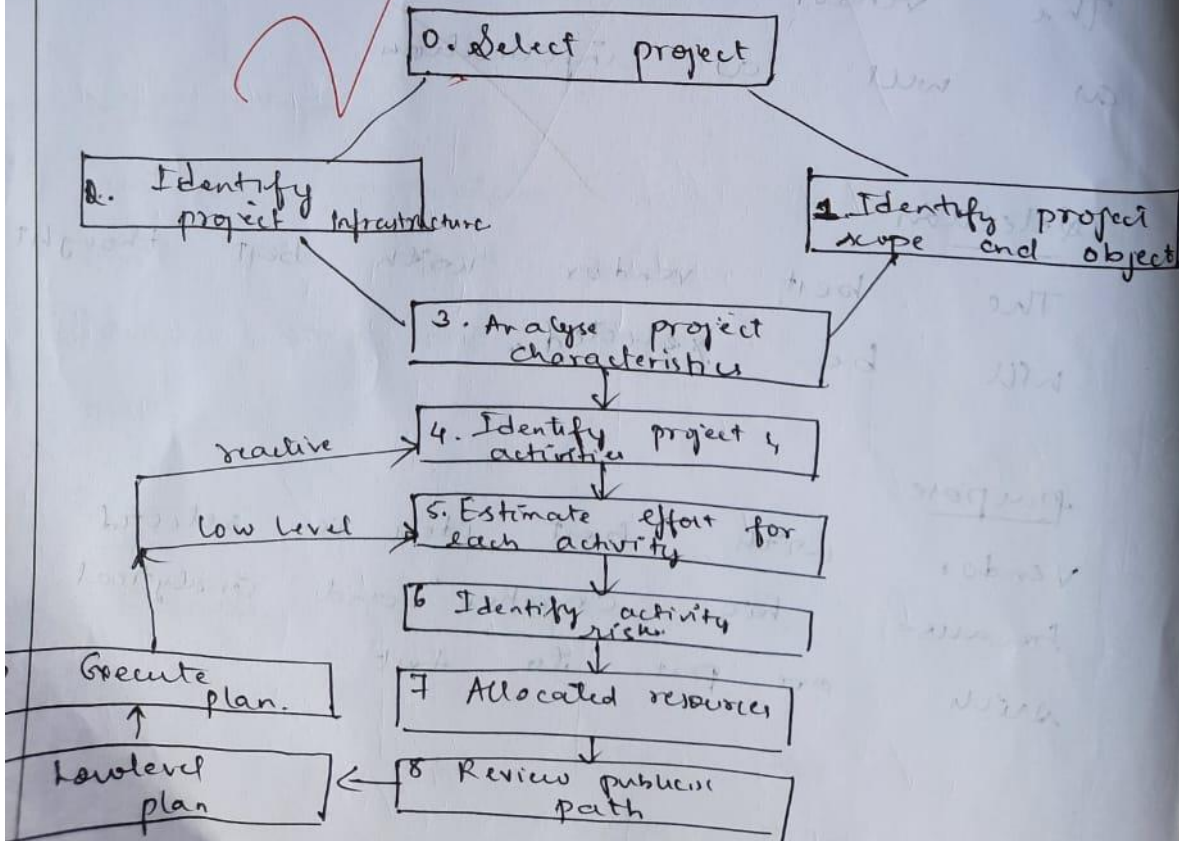 0. Select project
2. Identify
project Infrastructure
1. Identify project
scope and object
3. Analyse project
characteristics
4. Identify project
activities
reactive
5. Estimate effort for
each activity
low level
6 Identify activity
risk
7 Allocated resources
Execute
plan.
8 Review
path
Lowlevel
plan